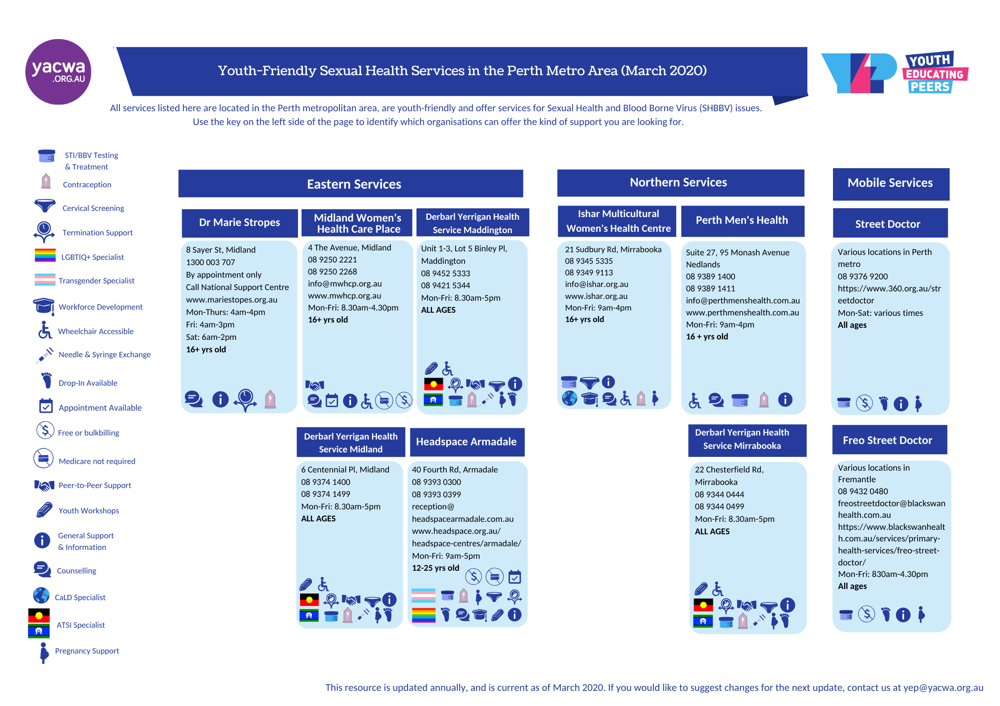 yacwa
.ORG.AU
Youth-Friendly Sexual Health Services in the Perth Metro Area (March 2020)
YEP
YOUTH
EDUCATING
PEERS
All services listed here are located in the Perth metropolitan area, are youth-friendly and offer services for Sexual Health and Blood Borne Virus (SHBBV) issues.
Use the key on the left side of the page to identify which organisations can offer the kind of support you are looking for.
STI/BBV Testing
& Treatment
Contraception
Cervical Screening
Termination Support
LGBTIQ+ Specialist
Transgender Specialist
Workforce Development
Wheelchair Accessible
Needle & Syringe Exchange
Drop-In Available
Appointment Available
Free or bulkbilling
Medicare not required
Peer-to-Peer Support
Youth Workshops
General Support
& Information
Counselling
CaLD Specialist
ATSI Specialist
Pregnancy Support
Eastern Services
Dr Marie Stropes
8 Sayer St, Midland
1300 003 707
By appointment only
Call National Support Centre
www.mariestopes.org.au
Mon-Thurs: 4am-4pm
Fri: 4am-3pm
Sat: 6am-2pm
16+ yrs old
Midland Women's
Health Care Place
4 The Avenue, Midland
08 9250 2221
08 9250 2268
info@mwhcp.org.au
www.mwhcp.org.au
Mon-Fri: 8.30am-4.30pm
16+ yrs old
Derbarl Yerrigan Health
Service Maddington
Unit 1-3, Lot 5 Binley Pl,
Maddington
08 9452 5333
08 9421 5344
Mon-Fri: 8.30am-5pm
ALL AGES
Derbarl Yerrigan Health
Service Midland
6 Centennial Pl, Midland
08 9374 1400
08 9374 1499
Mon-Fri: 8.30am-5pm
ALL AGES
Headspace Armadale
40 Fourth Rd, Armadale
08 9393 0300
08 9393 0399
reception@
headspacearmadale.com.au
www.headspace.org.au/
headspace-centres/armadale/
Mon-Fri: 9am-5pm
12-25 yrs old
Northern Services
Ishar Multicultural
Women's Health Centre
21 Sudbury Rd, Mirrabooka
08 9345 5335
08 9349 9113
info@ishar.org.au
www.ishar.org.au
Mon-Fri: 9am-4pm
16+ yrs old
Perth Men's Health
Suite 27, 95 Monash Avenue
Nedlands
08 9389 1400
08 9389 1411
info@perthmenshealth.com.au
www.perthmenshealth.com.au
Mon-Fri: 9am-4pm
16 + yrs old
Derbarl Yerrigan Health
Service Mirrabooka
22 Chesterfield Rd,
Mirrabooka
08 9344 0444
08 9344 0499
Mon-Fri: 8.30am-5pm
ALL AGES
Mobile Services
Street Doctor
Various locations in Perth
metro
08 9376 9200
https://www.360.org.au/str
eetdoctor
Mon-Sat: various times
All ages
Freo Street Doctor
Various locations in
Fremantle
08 9432 0480
freostreetdoctor@blackswan
health.com.au
https://www.blackswanhealt
h.com.au/services/primary-
health-services/freo-street-
doctor/
Mon-Fri: 830am-4.30pm
All ages
This resource is updated annually, and is current as of March 2020. If you would like to suggest changes for the next update, contact us at yep@yacwa.org.au